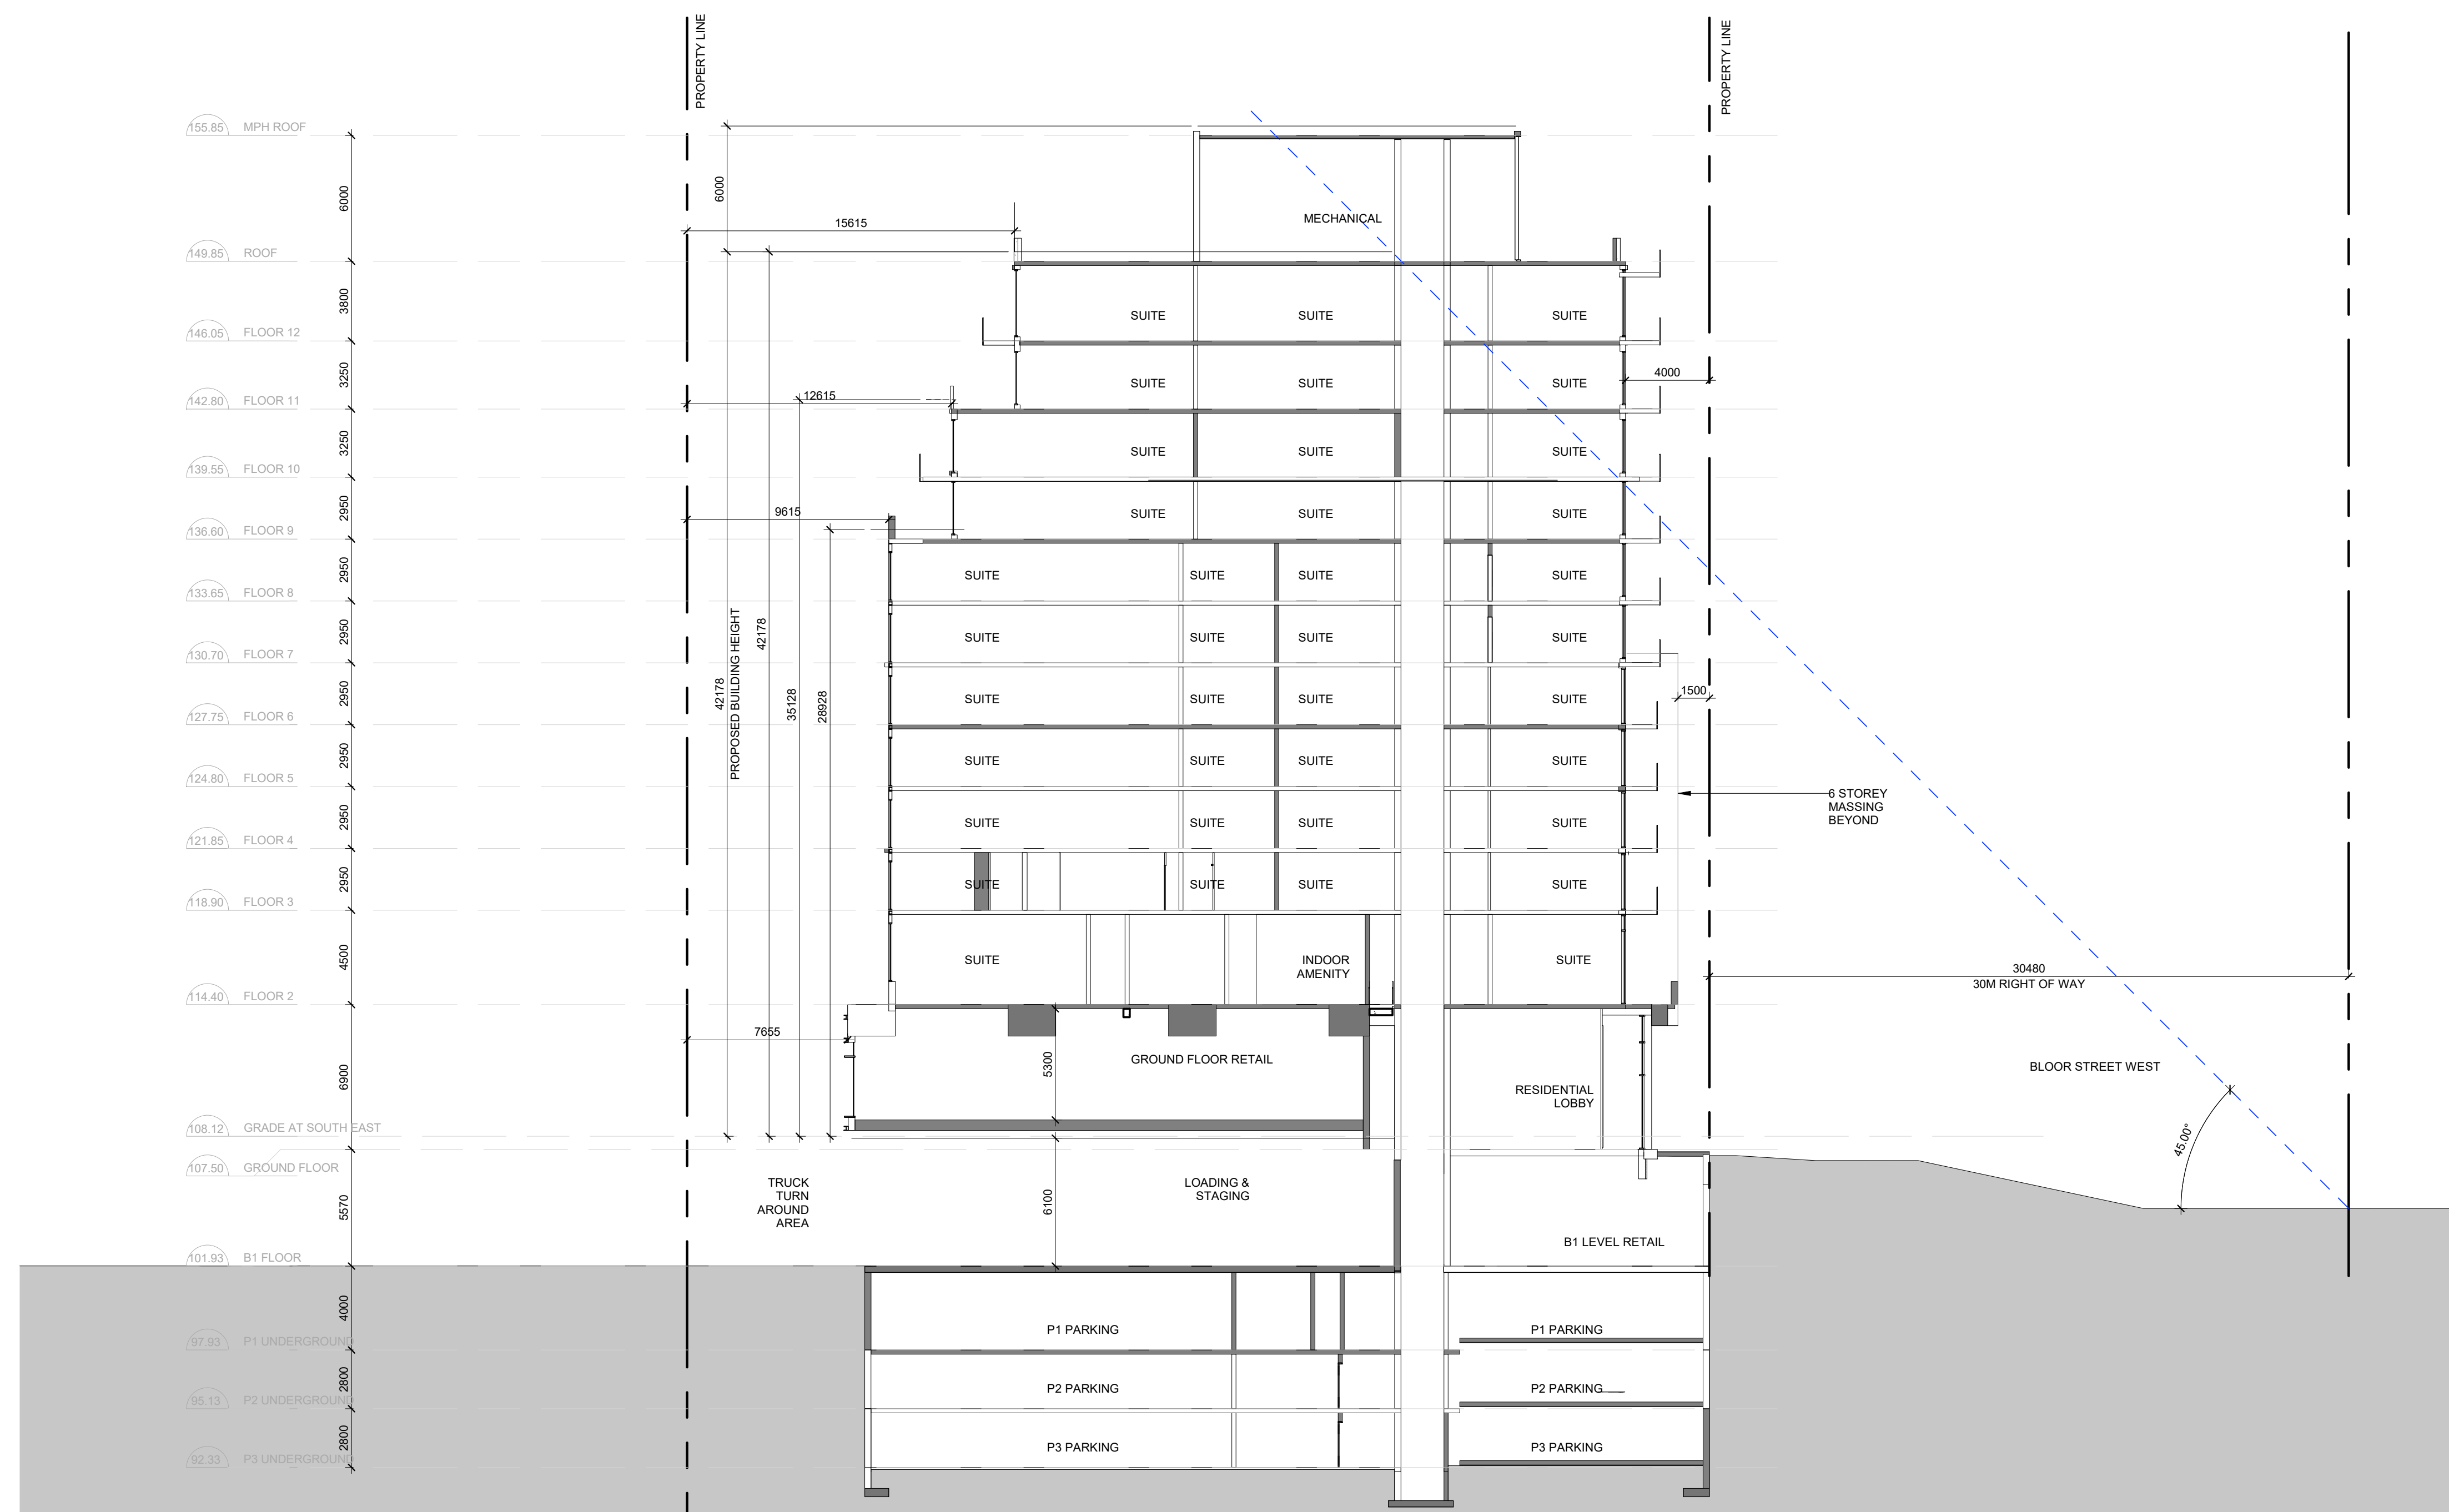 PROPERTY LINE
PROPERTY LINE
155.85 MPH ROOF
6000
6000
MECHANICAL
15615
149.85 ROOF
3800
SUITE SUITE SUITE
146.05 FLOOR 12
3250
SUITE SUITE SUITE
4000
142.80 FLOOR 11
12615
3250
SUITE SUITE SUITE
139.55 FLOOR 10
2950
SUITE SUITE SUITE
9615
136.60 FLOOR 9
2950
SUITE SUITE SUITE SUITE
133.65 FLOOR 8
2950
SUITE SUITE SUITE SUITE
42178
PROPOSED BUILDING HEIGHT
42178
35128
28928
130.70 FLOOR 7
2950
SUITE SUITE SUITE SUITE
1500
127.75 FLOOR 6
2950
SUITE SUITE SUITE SUITE
124.80 FLOOR 5
2950
SUITE SUITE SUITE SUITE
6 STOREY
MASSING
BEYOND
121.85 FLOOR 4
2950
SUITE SUITE SUITE SUITE
118.90 FLOOR 3
4500
SUITE
INDOOR
AMENITY
SUITE
30480
30M RIGHT OF WAY
114.40 FLOOR 2
7655
6900
5300
GROUND FLOOR RETAIL
RESIDENTIAL
LOBBY
BLOOR STREET WEST
45.00°
108.12 GRADE AT SOUTH EAST
107.50 GROUND FLOOR
5570
TRUCK
TURN
AROUND
AREA
6100
LOADING &
STAGING
B1 LEVEL RETAIL
101.93 B1 FLOOR
4000
P1 PARKING P1 PARKING
97.93 P1 UNDERGROUND
2800
P2 PARKING P2 PARKING
95.13 P2 UNDERGROUND
2800
P3 PARKING P3 PARKING
92.33 P3 UNDERGROUND